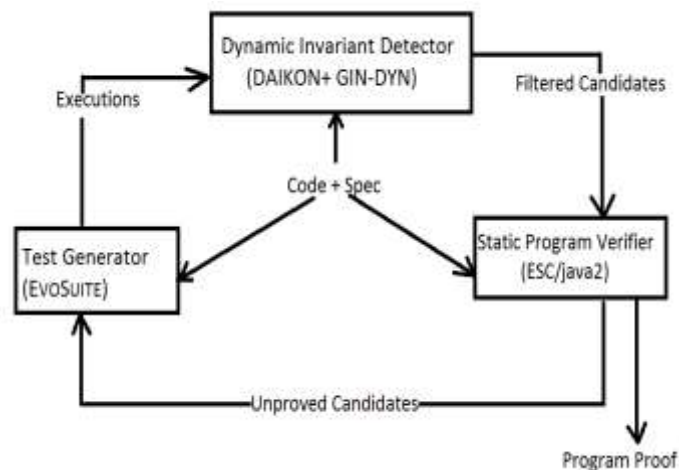 Dynamic Invariant Detector
(DAIKON+ GIN-DYN)
Executions
Filtered Candidates
Code + Spec
Test Generator
(EVOSUITE)
Static Program Verifier
(ESC/java2)
Unproved Candidates
Program Proof